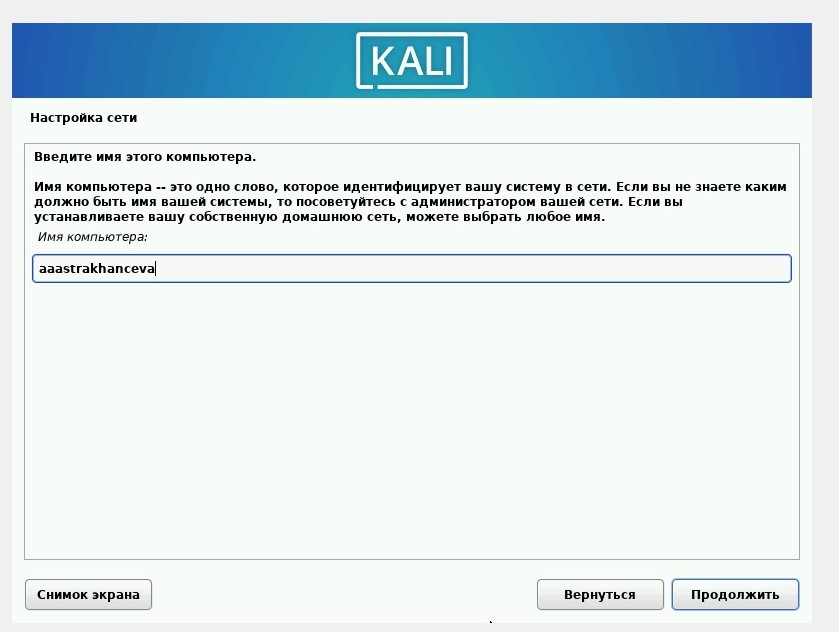 KALI
Настройка сети
Введите имя этого компьютера.
Имя компьютера -- это одно слово, которое идентифицирует вашу систему в сети. Если вы не знаете каким
должно быть имя вашей системы, то посоветуйтесь с администратором вашей сети. Если вы
устанавливаете вашу собственную домашнюю сеть, можете выбрать любое имя.
Имя компьютера:
aaastrakhanceva
Снимок экрана
Вернуться
Продолжить